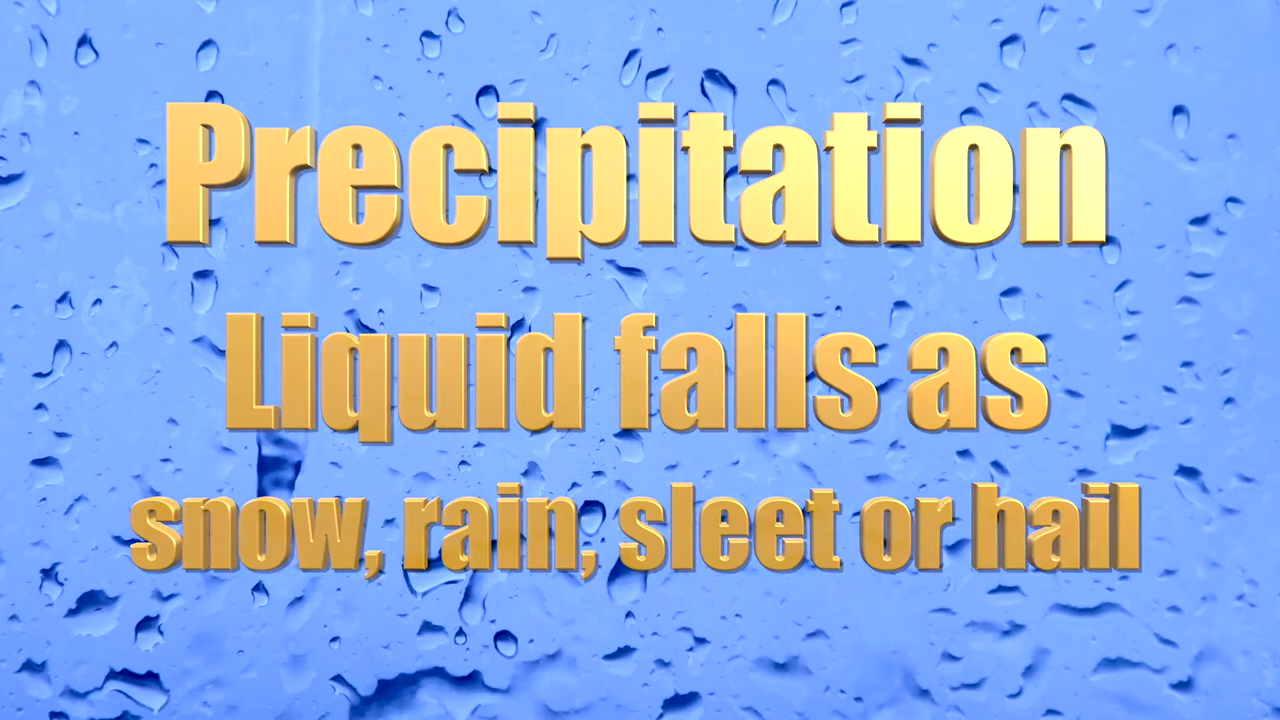 Precipitation
Liquid falls as
snow, rain, sleet or hail